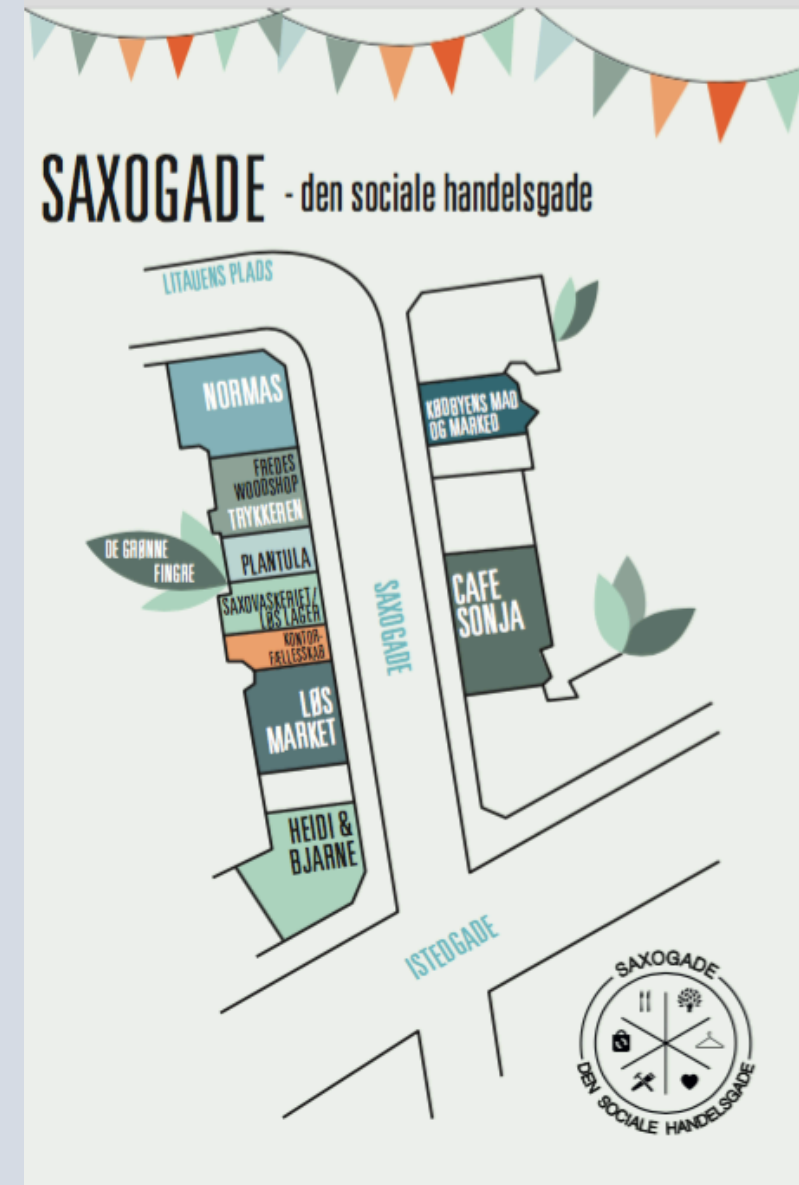 SAXOGADE - den sociale handelsgade
LITAUENS PLADS
NORMAS
KØDBYENS MAD
OG MARKED
FREDES
WOODSHOP
TRYKKEREN
DE GRØNNE
FINGRE
PLANTULA
SAXOVASKERIET/
LØS LAGER
KONTOR-
FÆLLESSKAB
SAXOGADE
CAFE
SONJA
LØS
MARKET
HEIDI &
BJARNE
ISTEDGADE
SAXOGADE
DEN SOCIALE HANDELSGADE